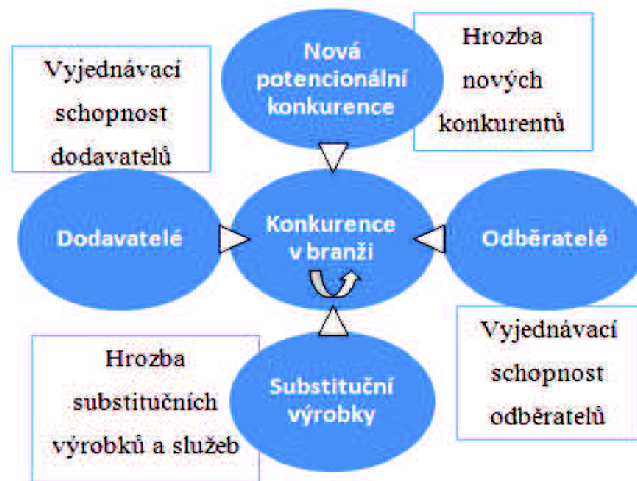 Vyjednávací
schopnost
dodavatelů
Nová
potencionální
konkurence
Hrozba
nových
konkurentů
Dodavatelé
Konkurence
v branži
Odběratelé
Hrozba
substitučních
výrobků a služeb
Substituční
výrobky
Vyjednávací
schopnost
odběratelů